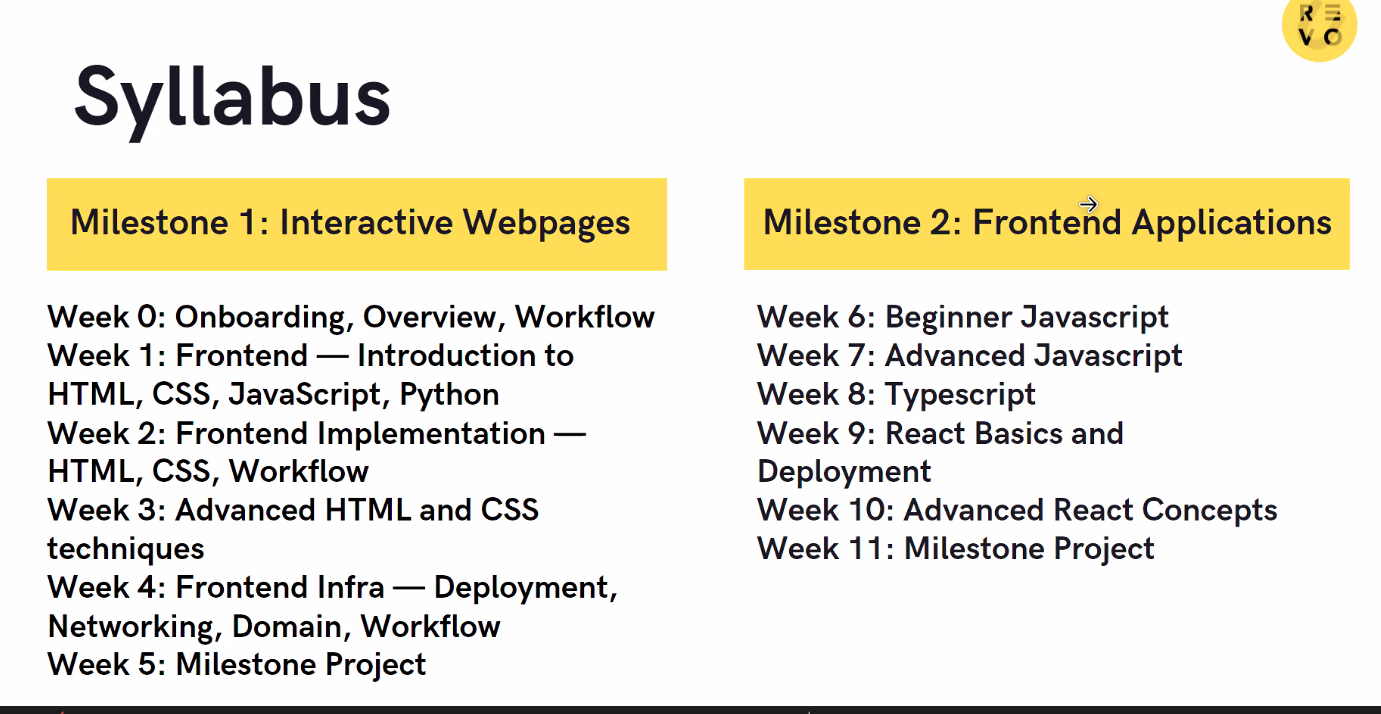 R E
V O
Syllabus
Milestone 1: Interactive Webpages
Week 0: Onboarding, Overview, Workflow
Week 1: Frontend — Introduction to
HTML, CSS, JavaScript, Python
Week 2: Frontend Implementation —
HTML, CSS, Workflow
Week 3: Advanced HTML and CSS
techniques
Week 4: Frontend Infra — Deployment,
Networking, Domain, Workflow
Week 5: Milestone Project
Milestone 2: Frontend Applications
Week 6: Beginner Javascript
Week 7: Advanced Javascript
Week 8: Typescript
Week 9: React Basics and
Deployment
Week 10: Advanced React Concepts
Week 11: Milestone Project